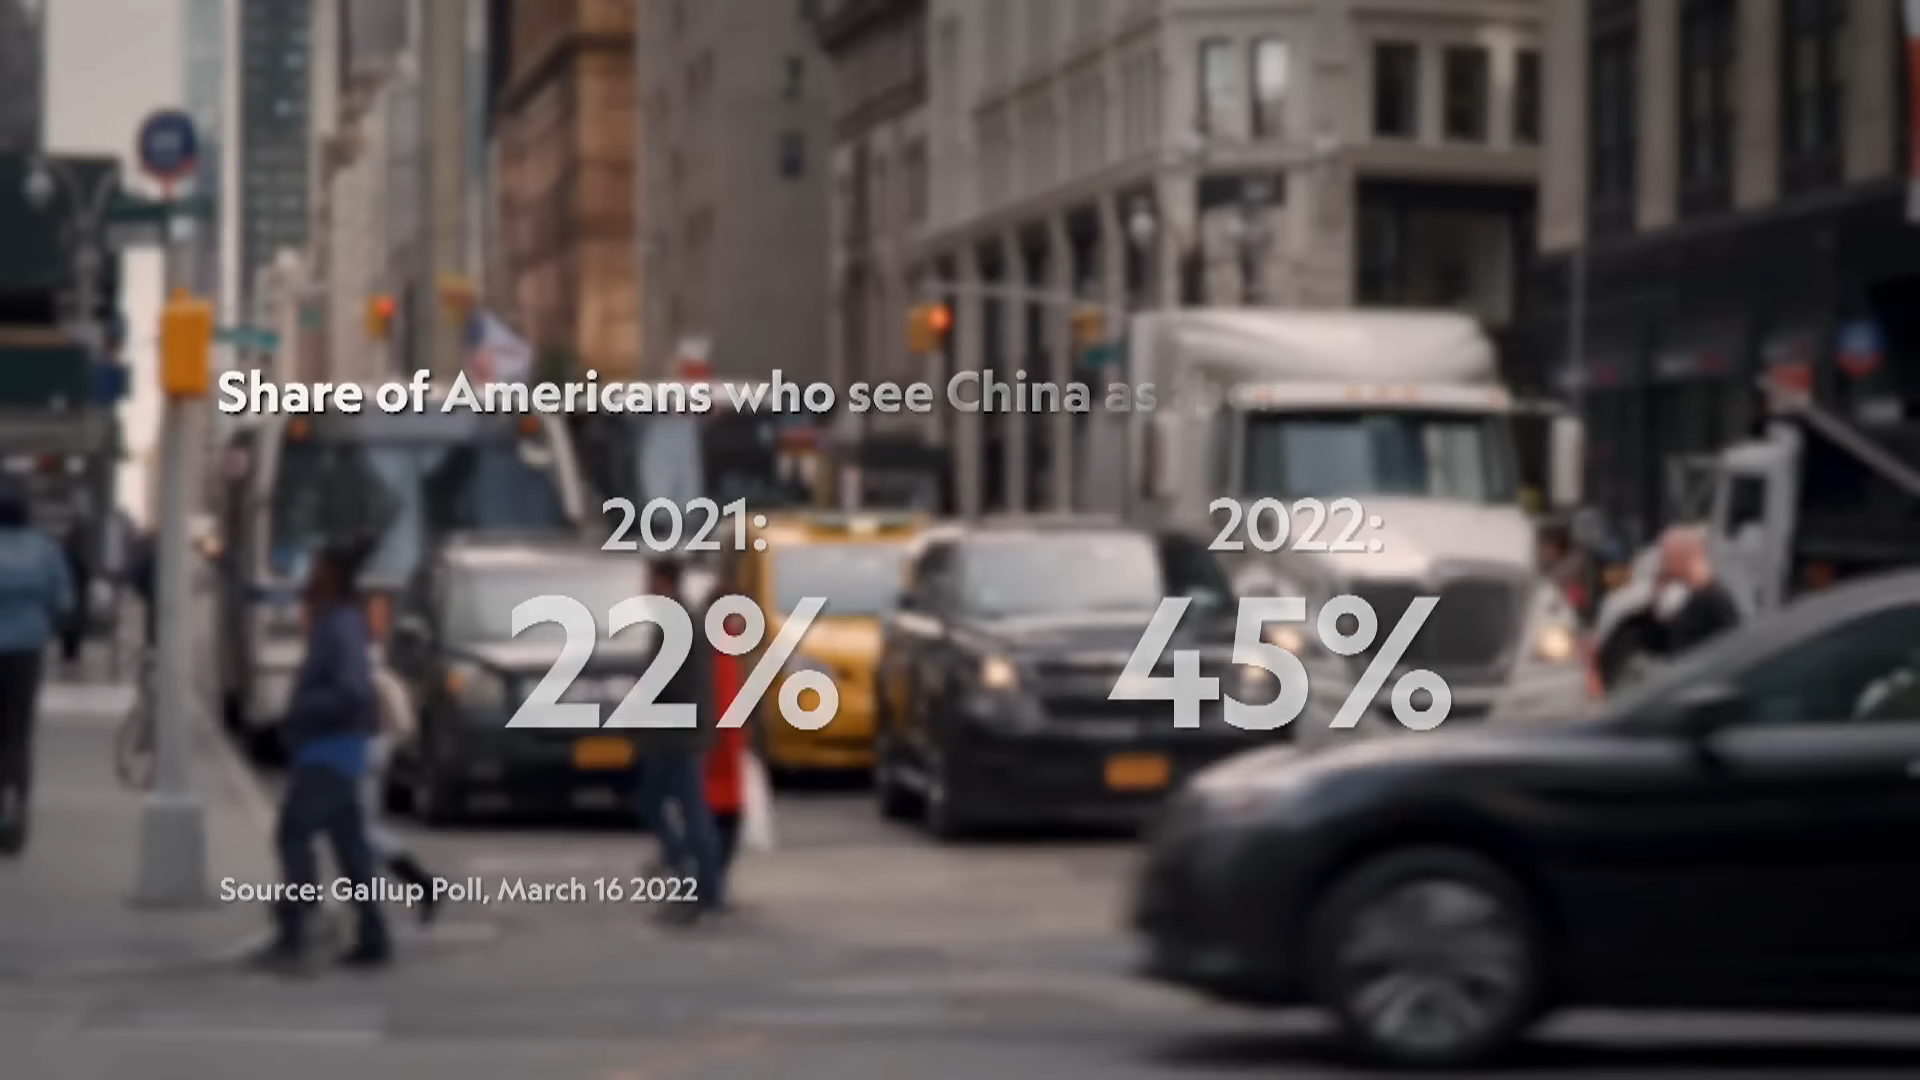 Share of Americans who see China as
2021:
2022:
22%
45%
Source: Gallup Poll, March 16 2022